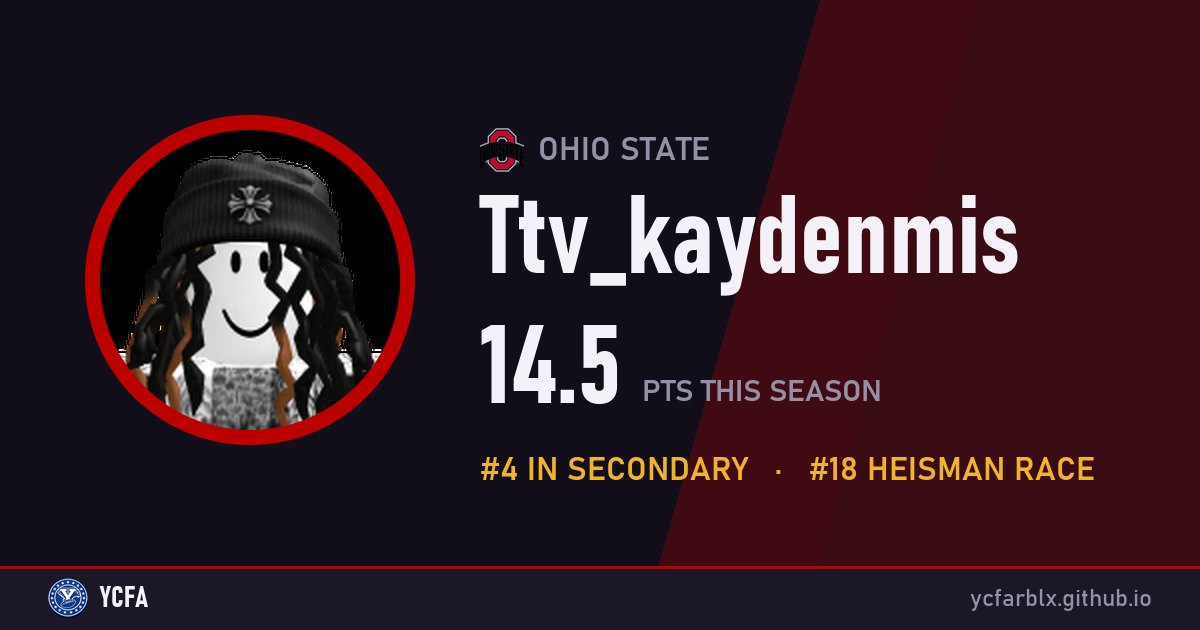 OHIO STATE
Ttv_kaydenmis
14.5 PTS THIS SEASON
#4 IN SECONDARY · #18 HEISMAN RACE
YCFA
ycfarblx.github.io